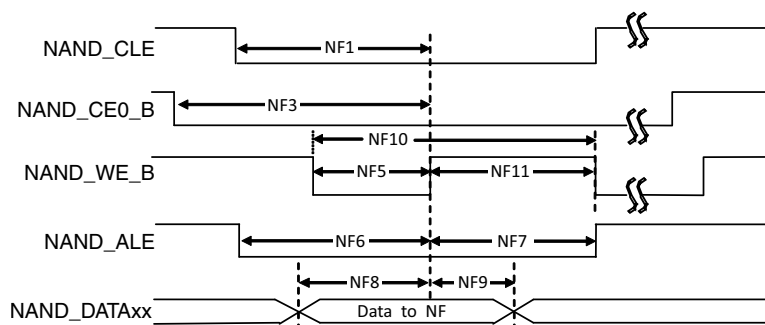 NAND_CLE
NF1
NAND_CE0_B
NF3
NF10
NAND_WE_B
NF5
NF11
NAND_ALE
NF6
NF7
NF8
NF9
NAND_DATAxx
Data to NF